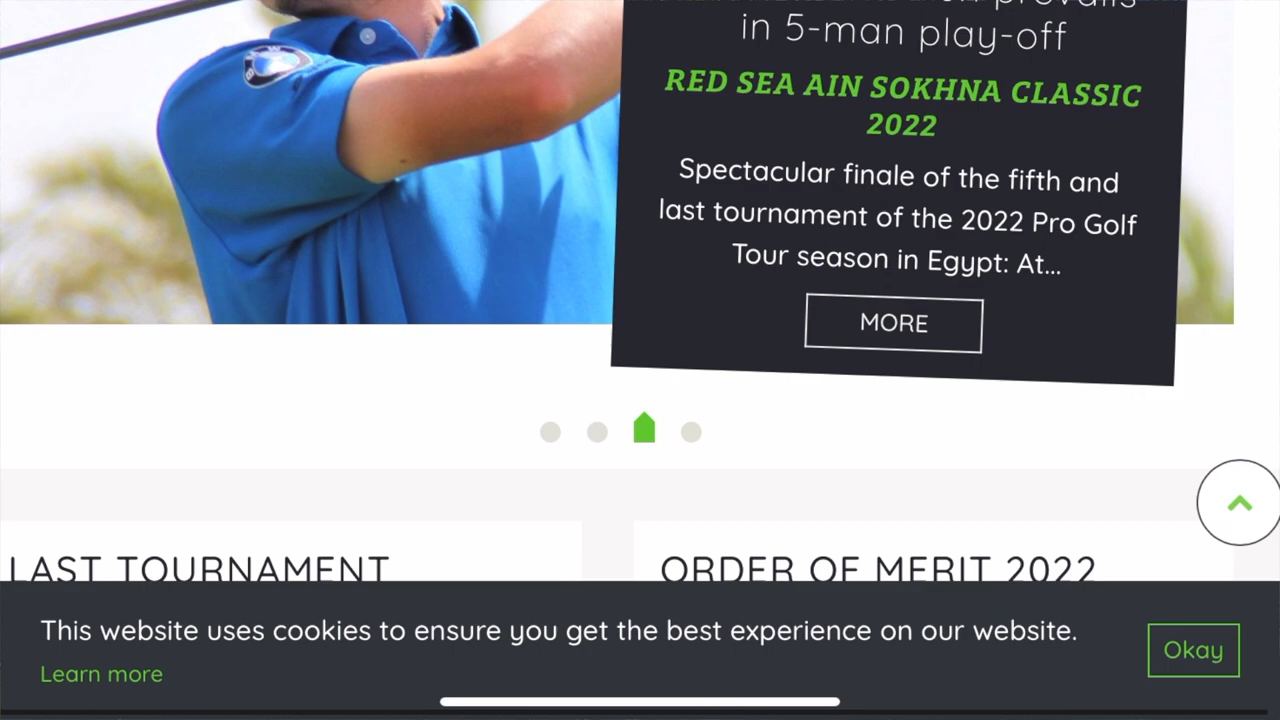 prevails
in 5-man play-off
RED SEA AIN SOKHNA CLASSIC
2022
Spectacular finale of the fifth and
last tournament of the 2022 Pro Golf
Tour season in Egypt: At...
MORE
LAST TOURNAMENT
ORDER OF MERIT 2022
This website uses cookies to ensure you get the best experience on our website.
Learn more
Okay